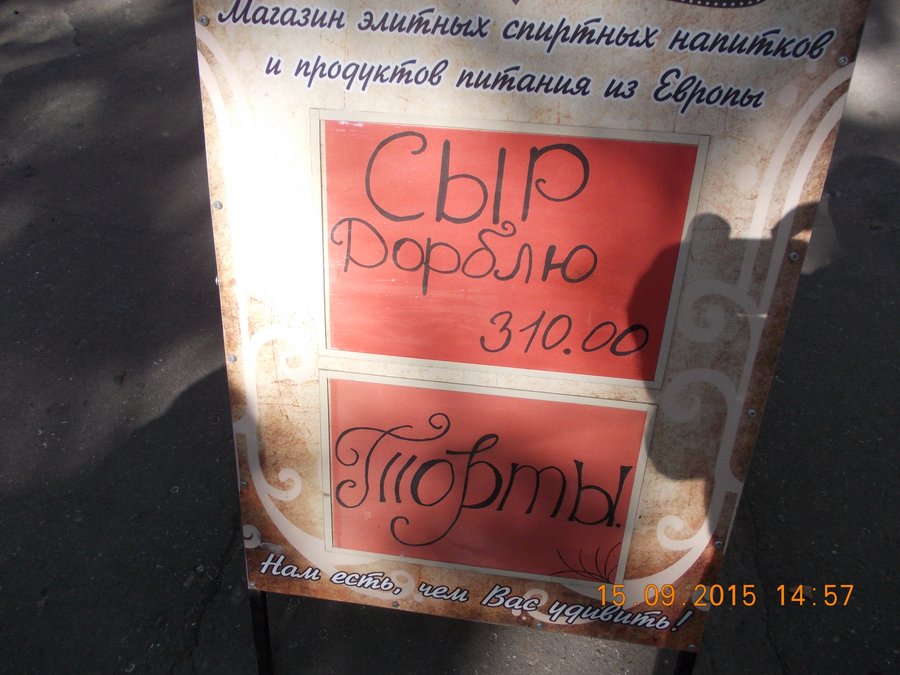 Магазин элитных спиртных напитков
и продуктов питания из Европы
Сыр
Дорблю
310.00
Торты.
Нам есть, чем Вас удивить!
15.09.2015 14:57